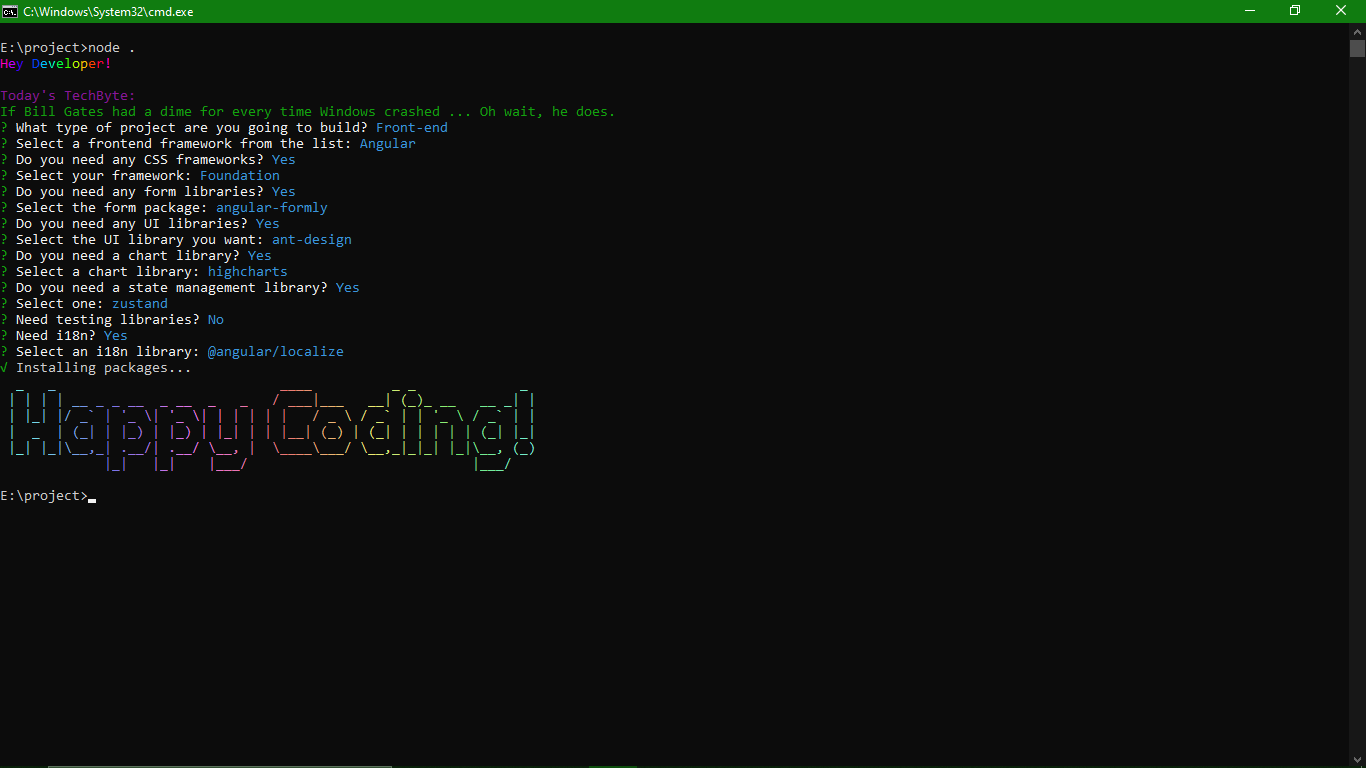 C:\Windows\System32\cmd.exe
E:\project>node .
Hey Developer!
Today's TechByte:
If Bill Gates had a dime for every time Windows crashed ... Oh wait, he does.
? What type of project are you going to build? Front-end
? Select a frontend framework from the list: Angular
? Do you need any CSS frameworks? Yes
? Select your framework: Foundation
? Do you need any form libraries? Yes
? Select the form package: angular-formly
? Do you need any UI libraries? Yes
? Select the UI library you want: ant-design
? Do you need a chart library? Yes
? Select a chart library: highcharts
? Do you need a state management library? Yes
? Select one: zustand
? Need testing libraries? No
? Need i18n? Yes
? Select an i18n library: @angular/localize
√ Installing packages...
Happy Coding!
E:\project>